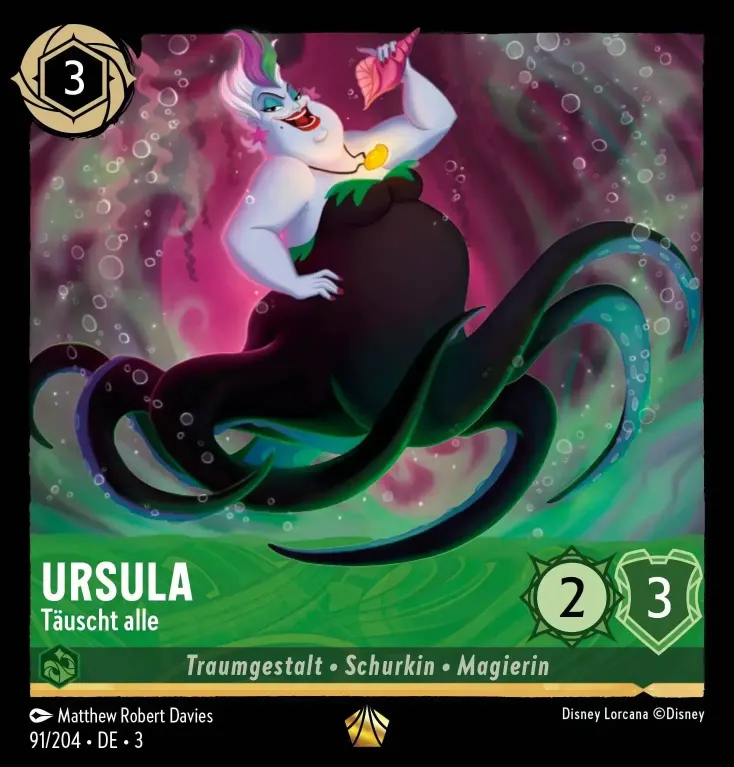 3
URSULA
Täuscht alle
2
3
Traumgestalt • Schurkin • Magierin
Matthew Robert Davies
Disney Lorcana ©Disney
91/204 • DE • 3